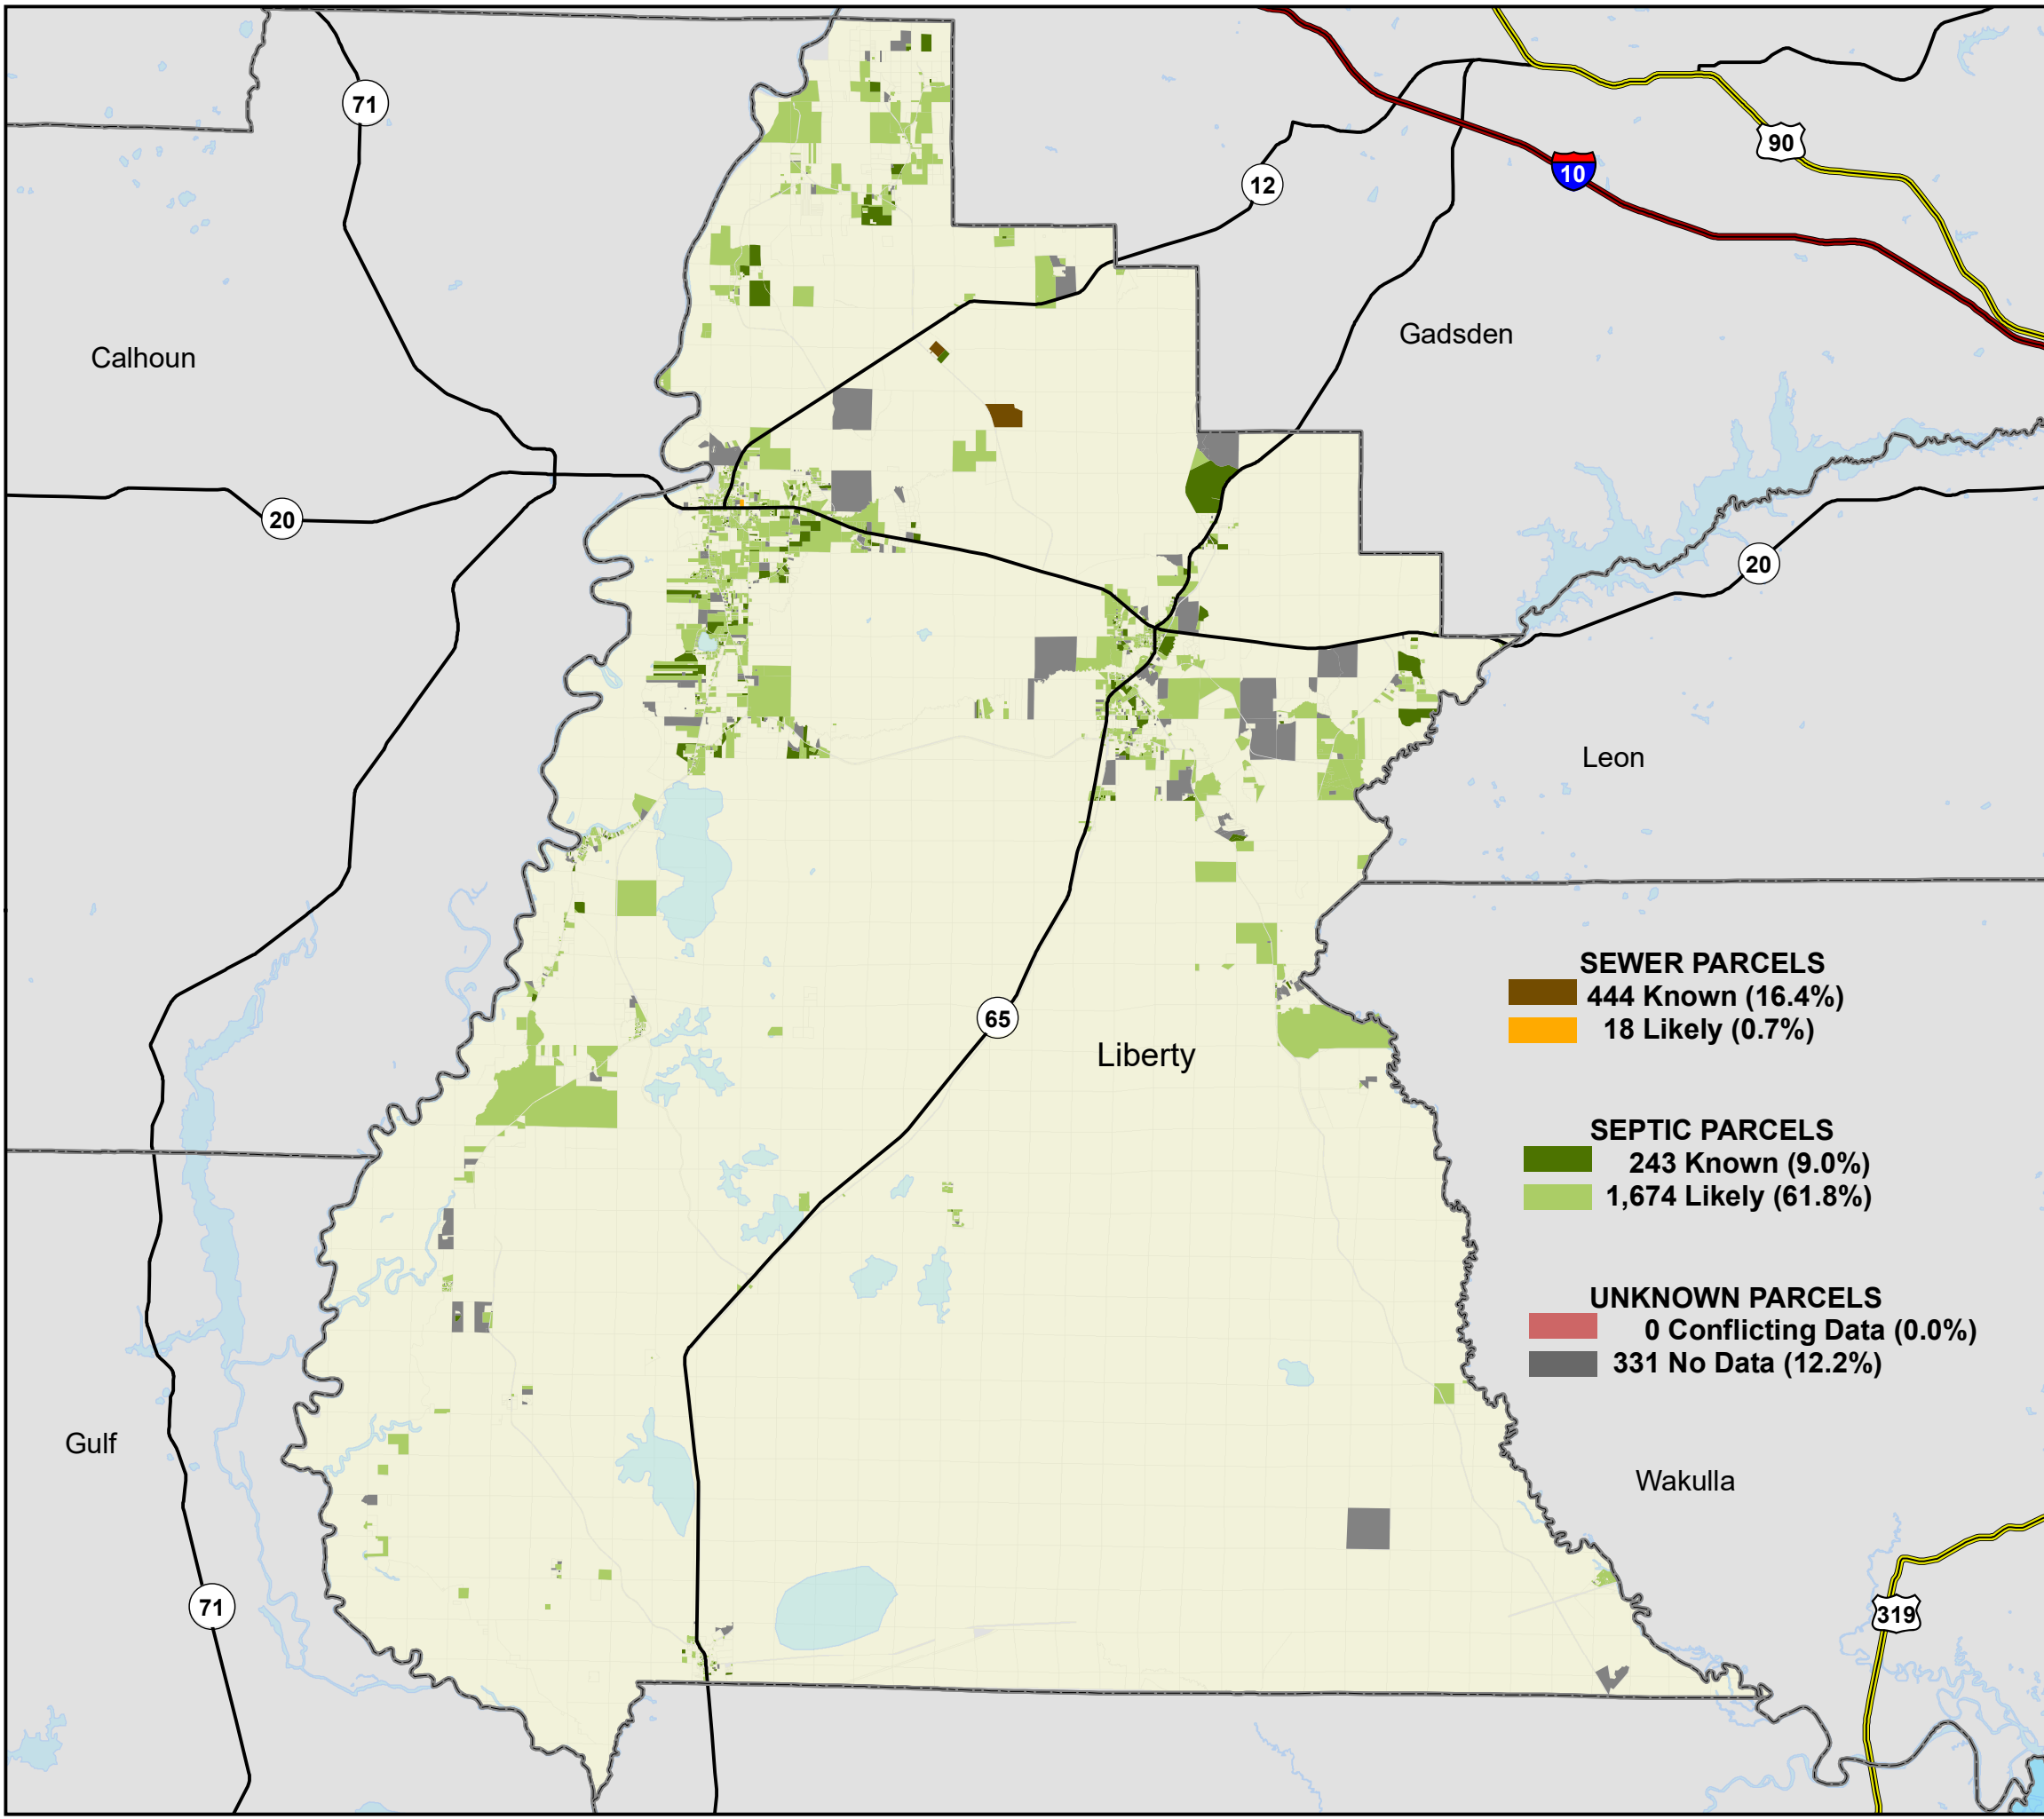 71
90
12
10
Gadsden
Calhoun
20
20
Leon
SEWER PARCELS
444 Known (16.4%)
18 Likely (0.7%)
65
Liberty
SEPTIC PARCELS
243 Known (9.0%)
1,674 Likely (61.8%)
UNKNOWN PARCELS
0 Conflicting Data (0.0%)
331 No Data (12.2%)
Gulf
Wakulla
71
319